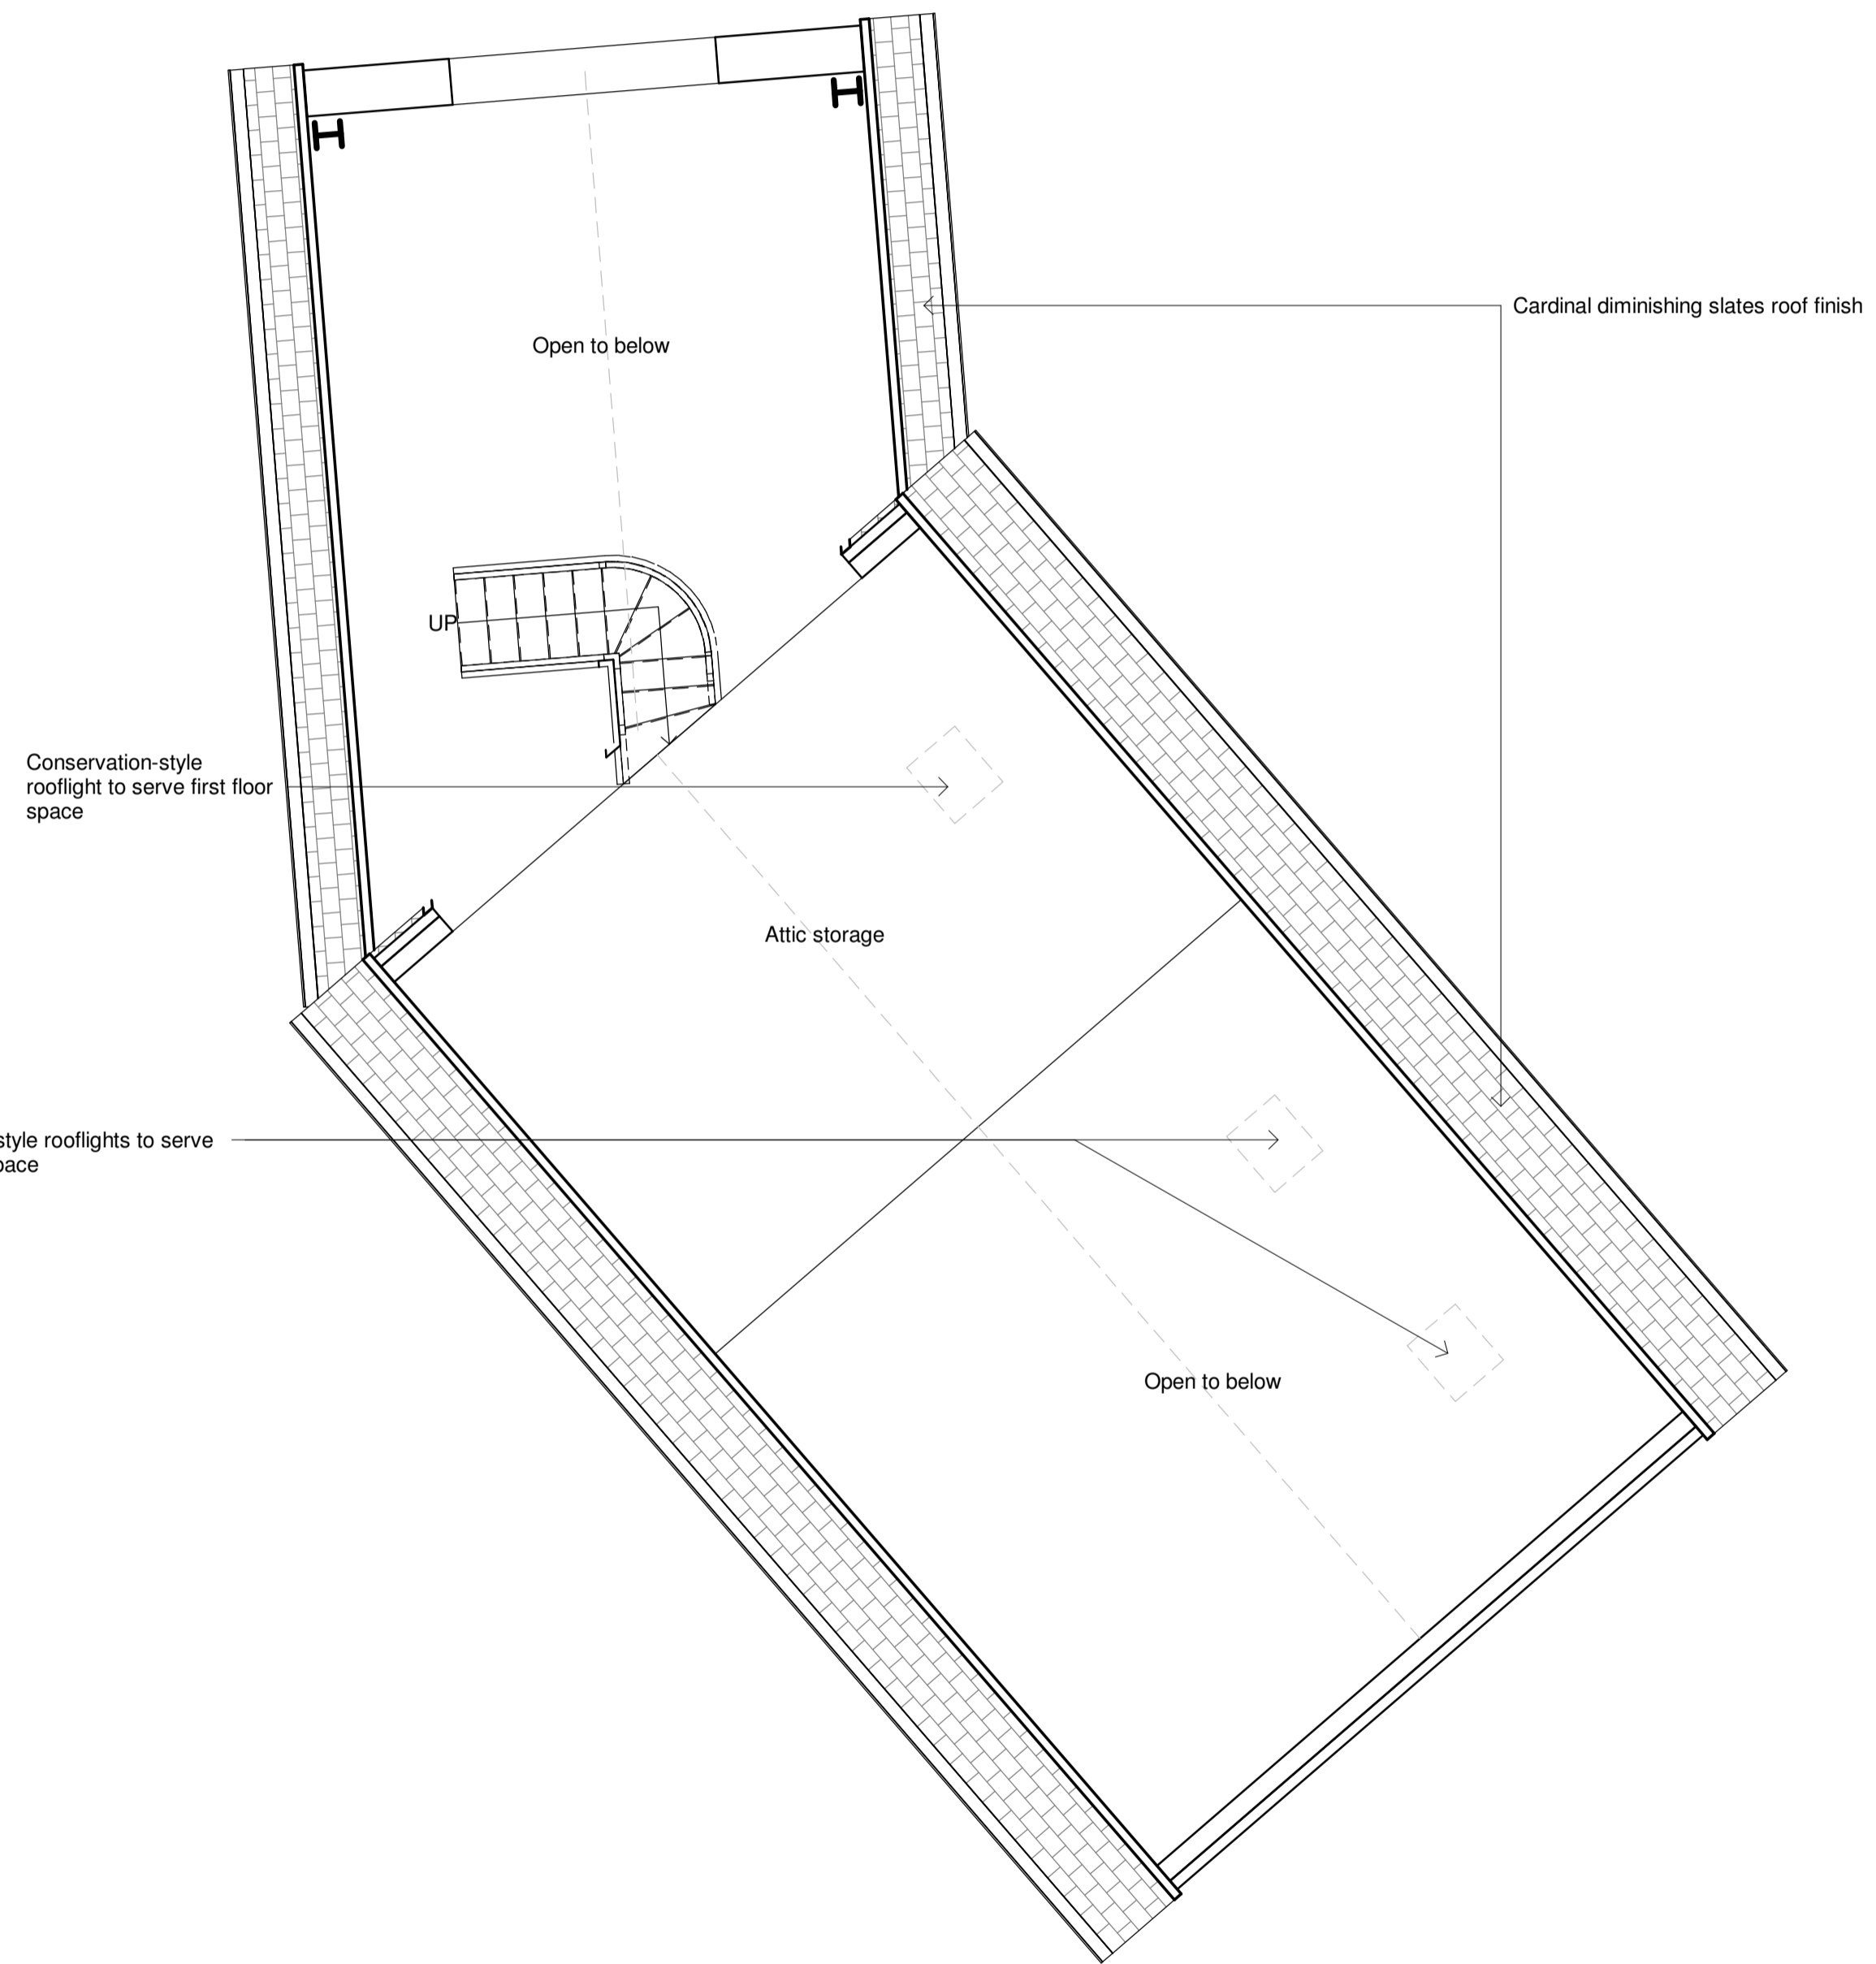 Cardinal diminishing slates roof finish
Open to below
UP
Conservation-style
rooflight to serve first floor
space
Attic storage
style rooflights to serve
Open to below